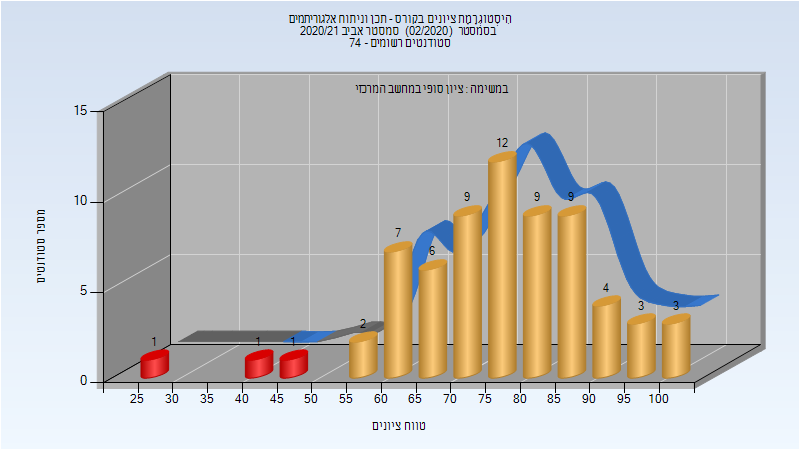 היסטוגרמת ציונים בקורס - תכן וניתוח אלגוריתמים
בסמסטר (02/2020) סמסטר אביב 2020/21
סטודנטים רשומים - 74
במשימה : ציון סופי במחשב המרכזי
15
10
5
0
מספר סטודנטים
1
1
1
2
7
6
9
12
9
9
4
3
3
25 30 35 40 45 50 55 60 65 70 75 80 85 90 95 100
טווח ציונים